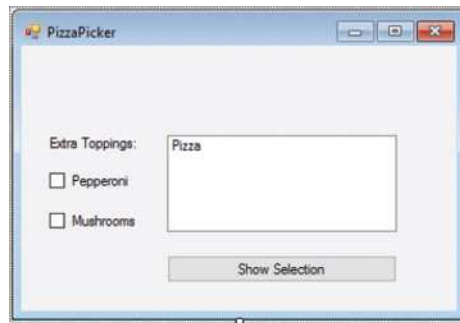 PizzaPicker
Extra Toppings:
Pizza
Pepperoni
Mushrooms
Show Selection